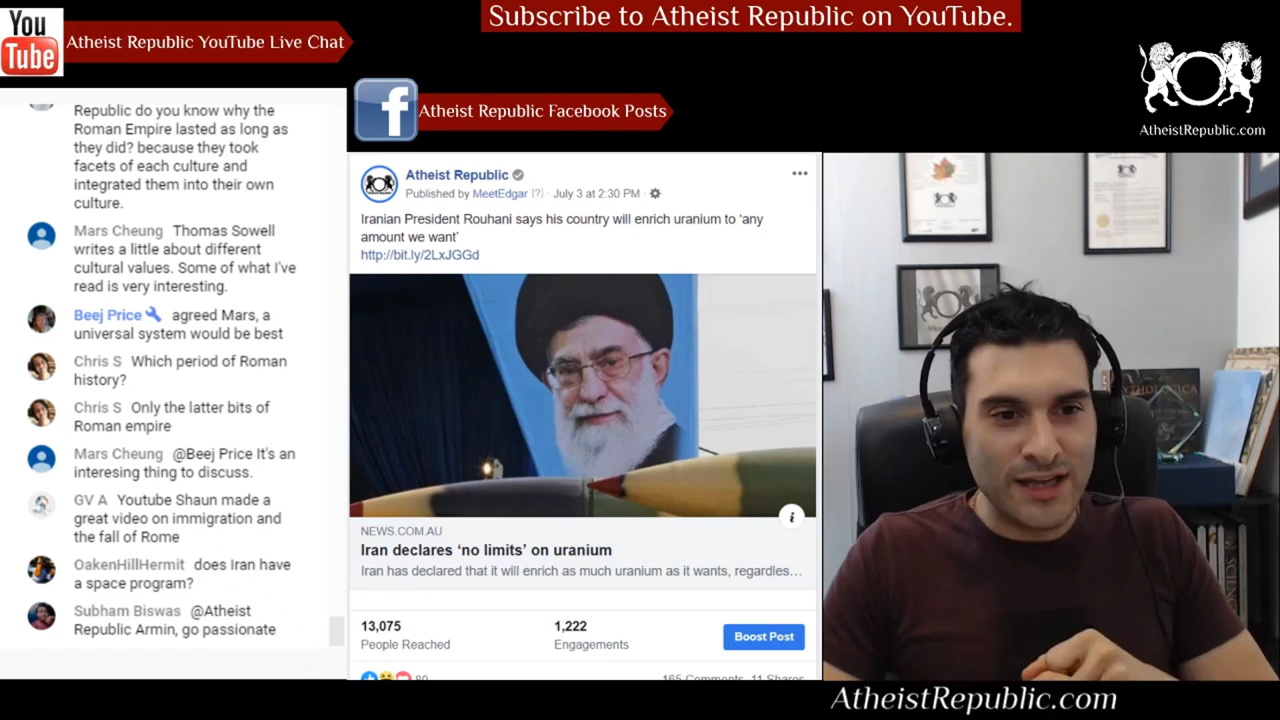 Subscribe to Atheist Republic on YouTube.
You
Tube
Atheist Republic YouTube Live Chat
AtheistRepublic.com
f
Atheist Republic Facebook Posts
Republic do you know why the
Roman Empire lasted as long as
they did? because they took
facets of each culture and
integrated them into their own
culture.
Mars Cheung Thomas Sowell
writes a little about different
cultural values. Some of what I've
read is very interesting.
Beej Price agreed Mars, a
universal system would be best
Chris S Which period of Roman
history?
Chris S Only the latter bits of
Roman empire
Mars Cheung @Beej Price It's an
interesing thing to discuss.
GV A Youtube Shaun made a
great video on immigration and
the fall of Rome
OakenHillHermit does Iran have
a space program?
Subham Biswas @Atheist
Republic Armin, go passionate
Atheist Republic
Published by MeetEdgar [?] · July 3 at 2:30 PM ·
Iranian President Rouhani says his country will enrich uranium to ‘any
amount we want’
http://bit.ly/2LxJGGd
NEWS.COM.AU
Iran declares ‘no limits’ on uranium
Iran has declared that it will enrich as much uranium as it wants, regardles...
13,075
People Reached
1,222
Engagements
Boost Post
165 Comments 11 Shares
AtheistRepublic.com